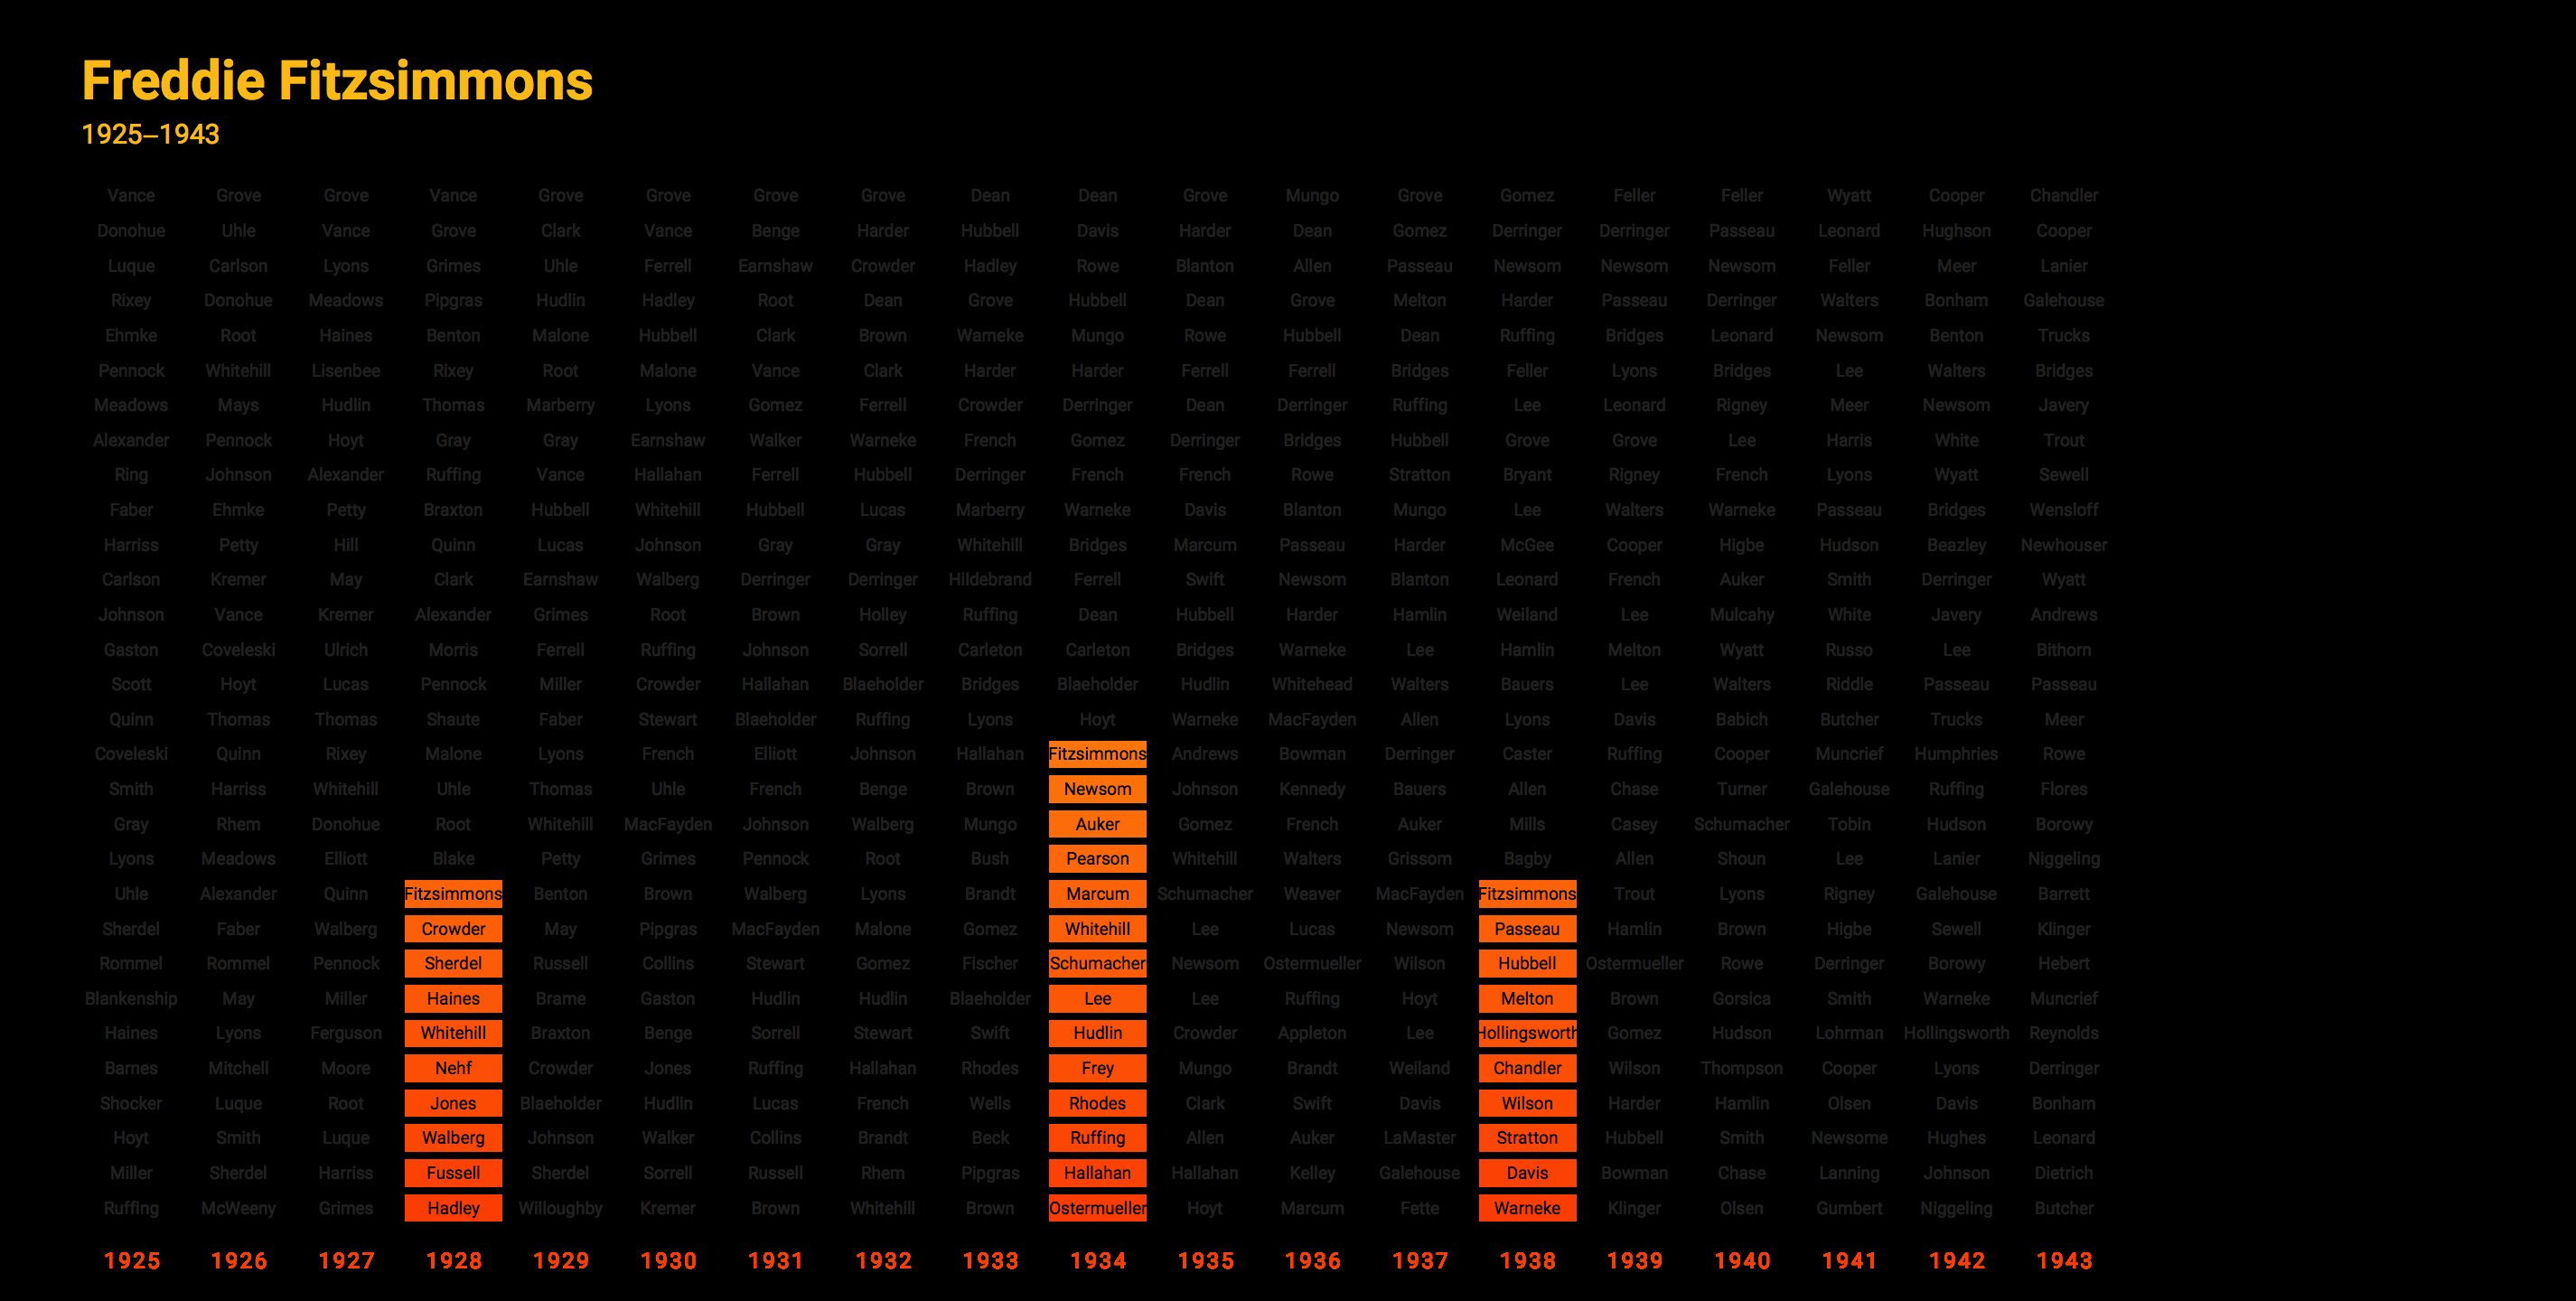 Freddie Fitzsimmons
1925–1943
Vance Grove Grove Vance Grove Grove Grove Grove Dean Dean Grove Mungo Grove Gomez Feller Feller Wyatt Cooper Chandler
Donohue Uhle Vance Grove Clark Vance Benge Harder Hubbell Davis Harder Dean Gomez Derringer Derringer Passeau Leonard Hughson Cooper
Luque Carlson Lyons Grimes Uhle Ferrell Earnshaw Crowder Hadley Rowe Blanton Allen Passeau Newsom Newsom Newsom Feller Meer Lanier
Rixey Donohue Meadows Pipgras Hudlin Hadley Root Dean Grove Hubbell Dean Grove Melton Harder Passeau Derringer Walters Bonham Galehouse
Ehmke Root Haines Benton Malone Hubbell Clark Brown Warneke Mungo Rowe Hubbell Dean Ruffing Bridges Leonard Newsom Benton Trucks
Pennock Whitehill Lisenbee Rixey Root Malone Vance Clark Harder Harder Ferrell Ferrell Bridges Feller Lyons Bridges Lee Walters Bridges
Meadows Mays Hudlin Thomas Marberry Lyons Gomez Ferrell Crowder Derringer Dean Derringer Ruffing Lee Leonard Rigney Meer Newsom Javery
Alexander Pennock Hoyt Gray Gray Earnshaw Walker Warneke French Gomez Derringer Bridges Hubbell Grove Grove Lee Harris White Trout
Ring Johnson Alexander Ruffing Vance Hallahan Ferrell Hubbell Derringer French French Rowe Stratton Bryant Rigney French Lyons Wyatt Sewell
Faber Ehmke Petty Braxton Hubbell Whitehill Hubbell Lucas Marberry Warneke Davis Blanton Mungo Lee Walters Warneke Passeau Bridges Wensloff
Harriss Petty Hill Quinn Lucas Johnson Gray Gray Whitehill Bridges Marcum Passeau Harder McGee Cooper Higbe Hudson Beazley Newhouser
Carlson Kremer May Clark Earnshaw Walberg Derringer Derringer Hildebrand Ferrell Swift Newsom Blanton Leonard French Auker Smith Derringer Wyatt
Johnson Vance Kremer Alexander Grimes Root Brown Holley Ruffing Dean Hubbell Harder Hamlin Weiland Lee Mulcahy White Javery Andrews
Gaston Coveleski Ulrich Morris Ferrell Ruffing Johnson Sorrell Carleton Carleton Bridges Warneke Lee Hamlin Melton Wyatt Russo Lee Bithorn
Scott Hoyt Lucas Pennock Miller Crowder Hallahan Blaeholder Bridges Blaeholder Hudlin Whitehead Walters Bauers Lee Walters Riddle Passeau Passeau
Quinn Thomas Thomas Shaute Faber Stewart Blaeholder Ruffing Lyons Hoyt Warneke MacFayden Allen Lyons Davis Babich Butcher Trucks Meer
Coveleski Quinn Rixey Malone Lyons French Elliott Johnson Hallahan Fitzsimmons Andrews Bowman Derringer Caster Ruffing Cooper Muncrief Humphries Rowe
Smith Harriss Whitehill Uhle Thomas Uhle French Benge Brown Newsom Johnson Kennedy Bauers Allen Chase Turner Galehouse Ruffing Flores
Gray Rhem Donohue Root Whitehill MacFayden Johnson Walberg Mungo Auker Gomez French Auker Mills Casey Schumacher Tobin Hudson Borowy
Lyons Meadows Elliott Blake Petty Grimes Pennock Root Bush Pearson Whitehill Walters Grissom Bagby Allen Shoun Lee Lanier Niggeling
Uhle Alexander Quinn Fitzsimmons Benton Brown Walberg Lyons Brandt Marcum Schumacher Weaver MacFayden Fitzsimmons Trout Lyons Rigney Galehouse Barrett
Sherdel Faber Walberg Crowder May Pipgras MacFayden Malone Gomez Whitehill Lee Lucas Newsom Passeau Hamlin Brown Higbe Sewell Klinger
Rommel Rommel Pennock Sherdel Russell Collins Stewart Gomez Fischer Schumacher Newsom Ostermueller Wilson Hubbell Ostermueller Rowe Derringer Borowy Hebert
Blankenship May Miller Haines Brame Gaston Hudlin Hudlin Blaeholder Lee Lee Ruffing Hoyt Melton Brown Gorsica Smith Warneke Muncrief
Haines Lyons Ferguson Whitehill Braxton Benge Sorrell Stewart Swift Hudlin Crowder Appleton Lee Hollingsworth Gomez Hudson Lohrman Hollingsworth Reynolds
Barnes Mitchell Moore Nehf Crowder Jones Ruffing Hallahan Rhodes Frey Mungo Brandt Weiland Chandler Wilson Thompson Cooper Lyons Derringer
Shocker Luque Root Jones Blaeholder Hudlin Lucas French Wells Rhodes Clark Swift Davis Wilson Harder Hamlin Olsen Davis Bonham
Hoyt Smith Luque Walberg Johnson Walker Collins Brandt Beck Ruffing Allen Auker LaMaster Stratton Hubbell Smith Newsome Hughes Leonard
Miller Sherdel Harriss Fussell Sherdel Sorrell Russell Rhem Pipgras Hallahan Hallahan Kelley Galehouse Davis Bowman Chase Lanning Johnson Dietrich
Ruffing McWeeny Grimes Hadley Willoughby Kremer Brown Whitehill Brown Ostermueller Hoyt Marcum Fette Warneke Klinger Olsen Gumbert Niggeling Butcher
1925 1926 1927 1928 1929 1930 1931 1932 1933 1934 1935 1936 1937 1938 1939 1940 1941 1942 1943